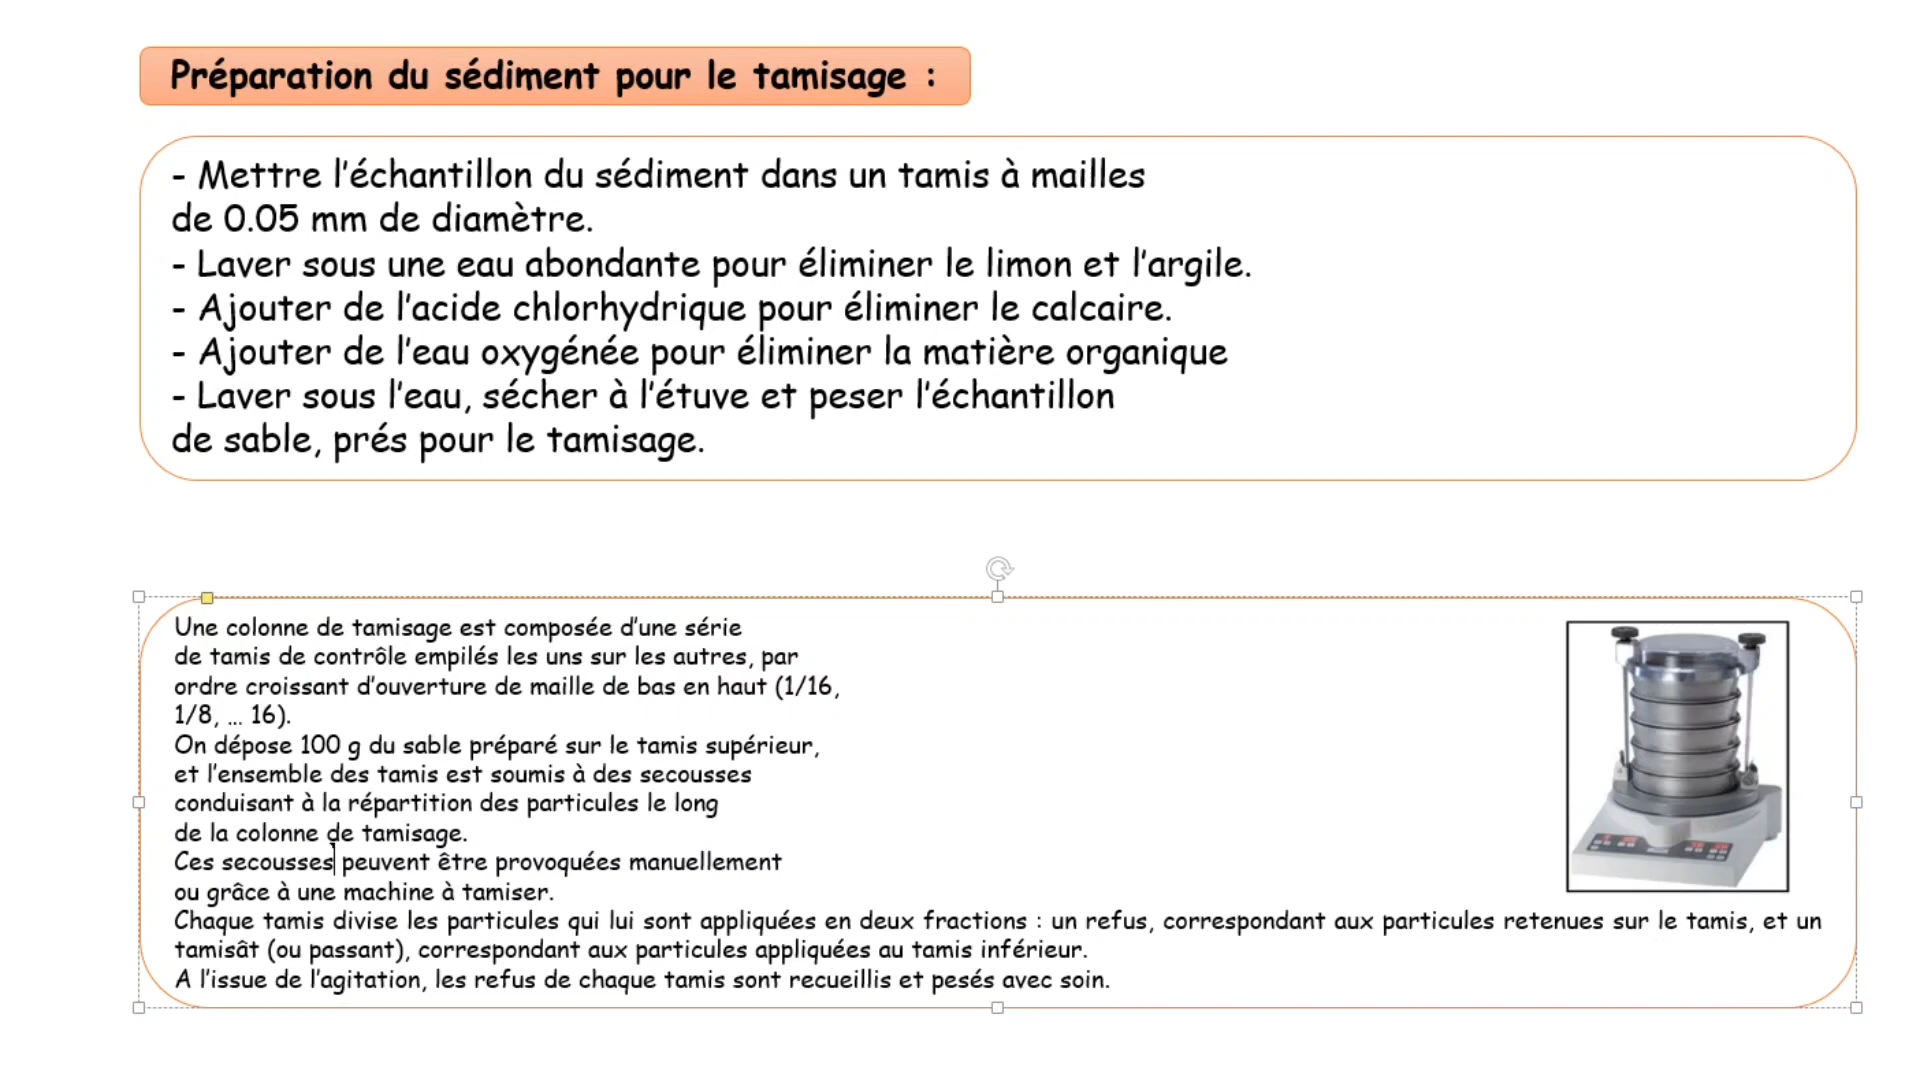 Préparation du sédiment pour le tamisage :
- Mettre l'échantillon du sédiment dans un tamis à mailles
de 0.05 mm de diamètre.
- Laver sous une eau abondante pour éliminer le limon et l'argile.
- Ajouter de l'acide chlorhydrique pour éliminer le calcaire.
- Ajouter de l'eau oxygénée pour éliminer la matière organique
- Laver sous l'eau, sécher à l'étuve et peser l'échantillon
de sable, prés pour le tamisage.
Une colonne de tamisage est composée d'une série
de tamis de contrôle empilés les uns sur les autres, par
ordre croissant d'ouverture de maille de bas en haut (1/16,
1/8, … 16).
On dépose 100 g du sable préparé sur le tamis supérieur,
et l'ensemble des tamis est soumis à des secousses
conduisant à la répartition des particules le long
de la colonne de tamisage.
Ces secousses peuvent être provoquées manuellement
ou grâce à une machine à tamiser.
Chaque tamis divise les particules qui lui sont appliquées en deux fractions : un refus, correspondant aux particules retenues sur le tamis, et un
tamisât (ou passant), correspondant aux particules appliquées au tamis inférieur.
A l'issue de l'agitation, les refus de chaque tamis sont recueillis et pesés avec soin.